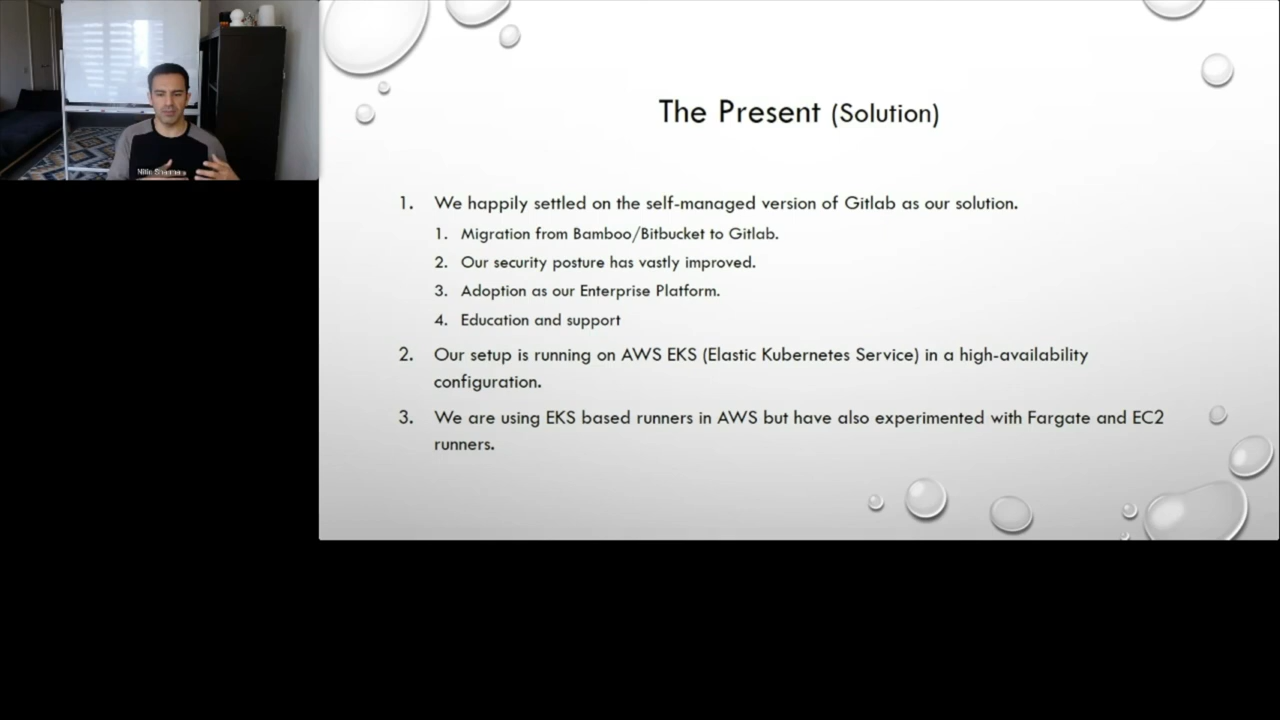 Nitin Sharma
The Present (Solution)
1. We happily settled on the self-managed version of Gitlab as our solution.
1. Migration from Bamboo/Bitbucket to Gitlab.
2. Our security posture has vastly improved.
3. Adoption as our Enterprise Platform.
4. Education and support
2. Our setup is running on AWS EKS (Elastic Kubernetes Service) in a high-availability
configuration.
3. We are using EKS based runners in AWS but have also experimented with Fargate and EC2
runners.